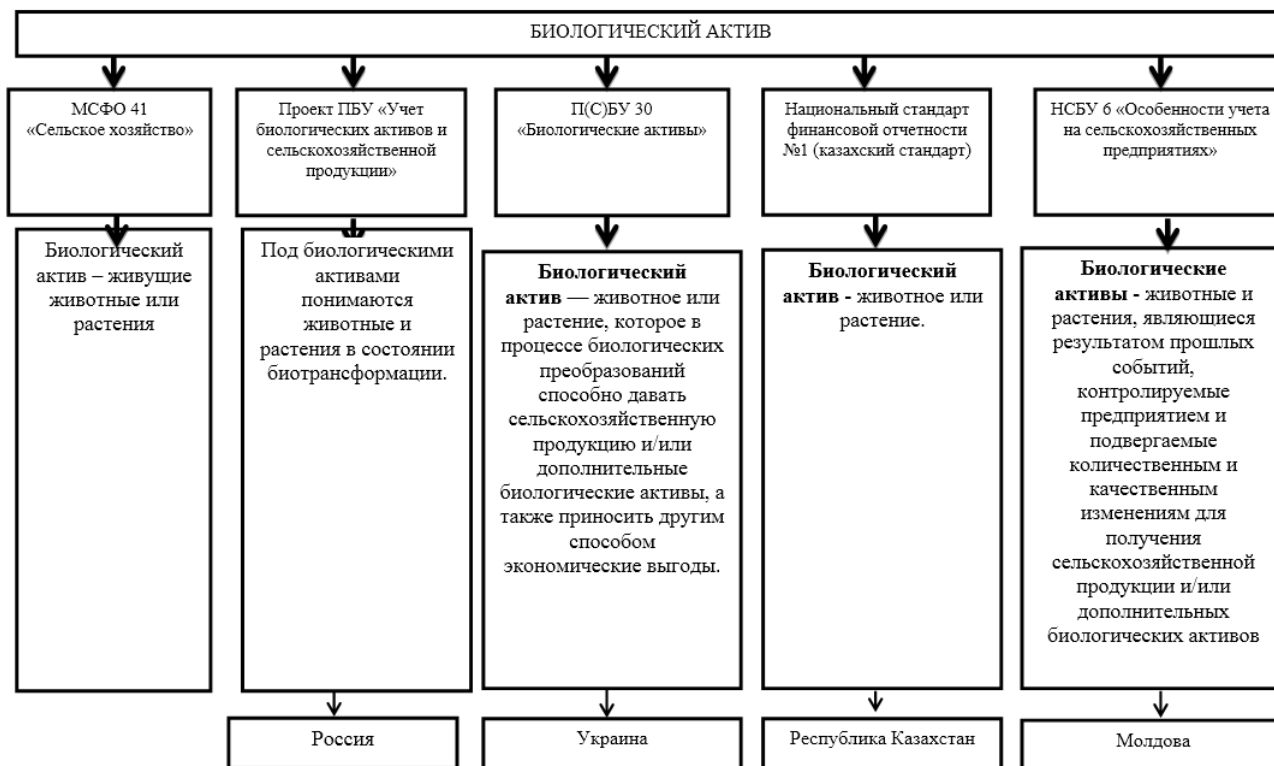 БИОЛОГИЧЕСКИЙ АКТИВ
МСФО 41
«Сельское хозяйство»
Проект ПБУ «Учет
биологических активов и
сельскохозяйственной
продукции»
П(С)БУ 30
«Биологические активы»
Национальный стандарт
финансовой отчетности
№1 (казахский стандарт)
НСБУ 6 «Особенности учета
на сельскохозяйственных
предприятиях»
Биологический
актив – живущие
животные или
растения
Под биологическими
активами
понимаются
животные и
растения в состоянии
биотрансформации.
Биологический
актив — животное или
растение, которое в
процессе биологических
преобразований
способно давать
сельскохозяйственную
продукцию и/или
дополнительные
биологические активы, а
также приносить другим
способом
экономические выгоды.
Биологический
актив - животное или
растение.
Биологические
активы - животные и
растения, являющиеся
результатом прошлых
событий,
контролируемые
предприятием и
подвергаемые
количественным и
качественным
изменениям для
получения
сельскохозяйственной
продукции и/или
дополнительных
биологических активов
Россия
Украина
Республика Казахстан
Молдова